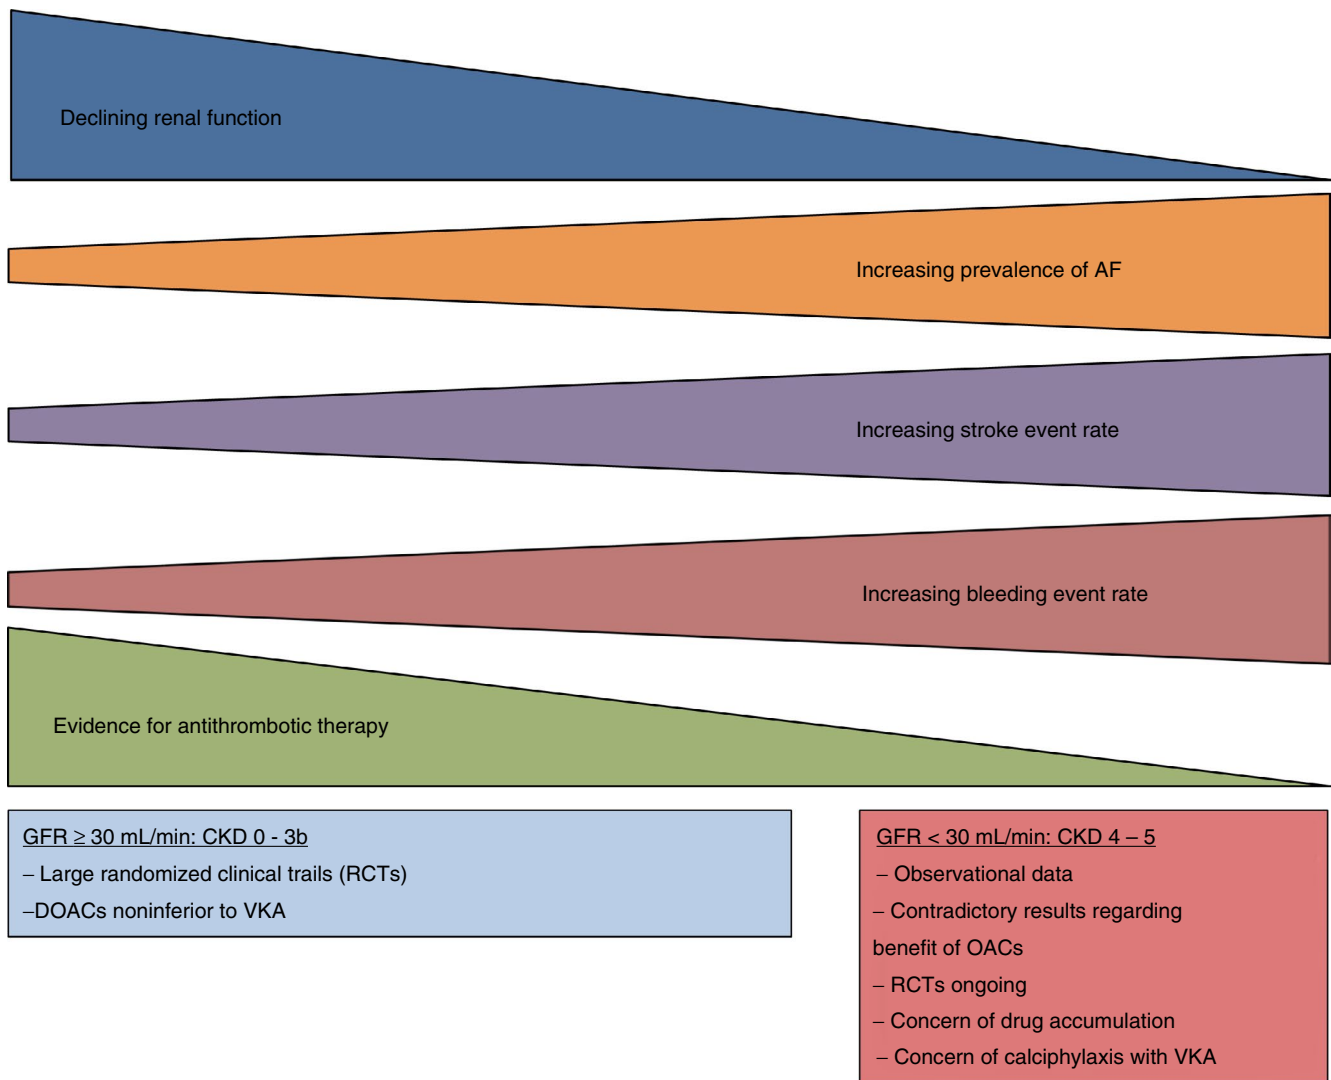 Declining renal function
Increasing prevalence of AF
Increasing stroke event rate
Increasing bleeding event rate
Evidence for antithrombotic therapy
GFR ≥ 30 mL/min: CKD 0 - 3b
– Large randomized clinical trails (RCTs)
–DOACs noninferior to VKA
GFR < 30 mL/min: CKD 4 – 5
– Observational data
– Contradictory results regarding
benefit of OACs
– RCTs ongoing
– Concern of drug accumulation
– Concern of calciphylaxis with VKA